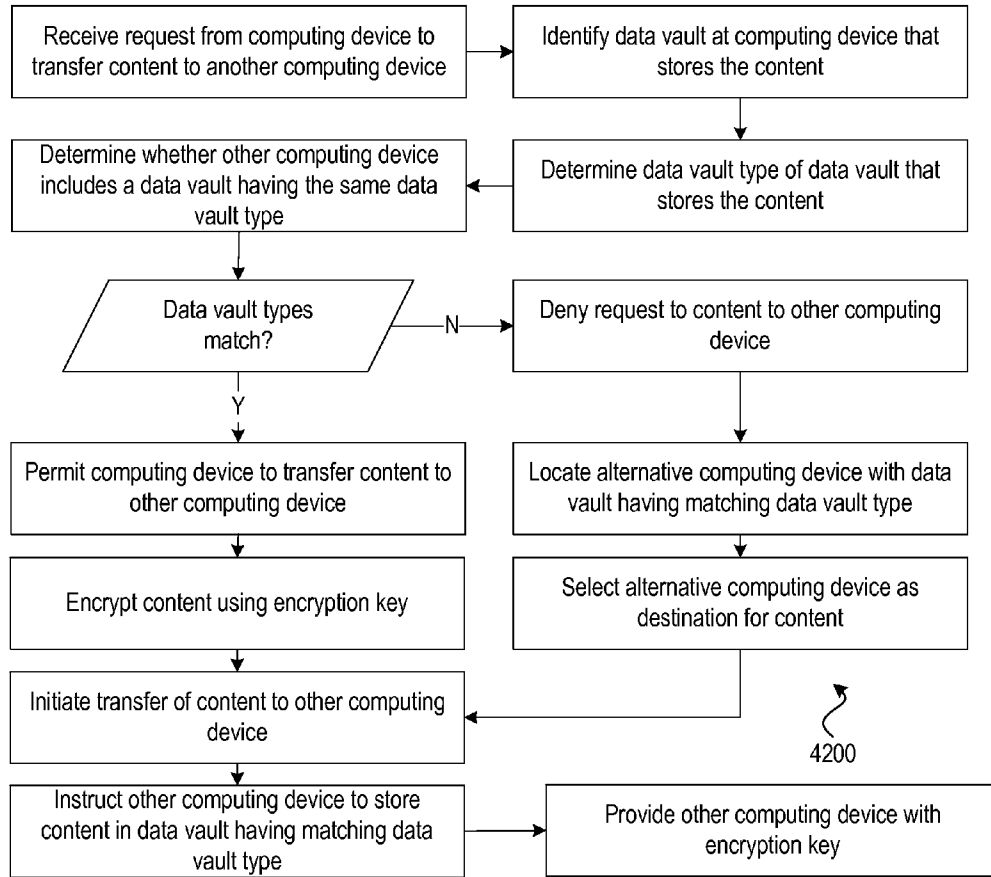 Receive request from computing device to
transfer content to another computing device
Identify data vault at computing device that
stores the content
Determine data vault type of data vault that
stores the content
Determine whether other computing device
includes a data vault having the same data
vault type
Data vault types
match?
N
Deny request to content to other computing
device
Y
Permit computing device to transfer content to
other computing device
Locate alternative computing device with data
vault having matching data vault type
Encrypt content using encryption key
Select alternative computing device as
destination for content
Initiate transfer of content to other computing
device
4200
Instruct other computing device to store
content in data vault having matching data
vault type
Provide other computing device with
encryption key